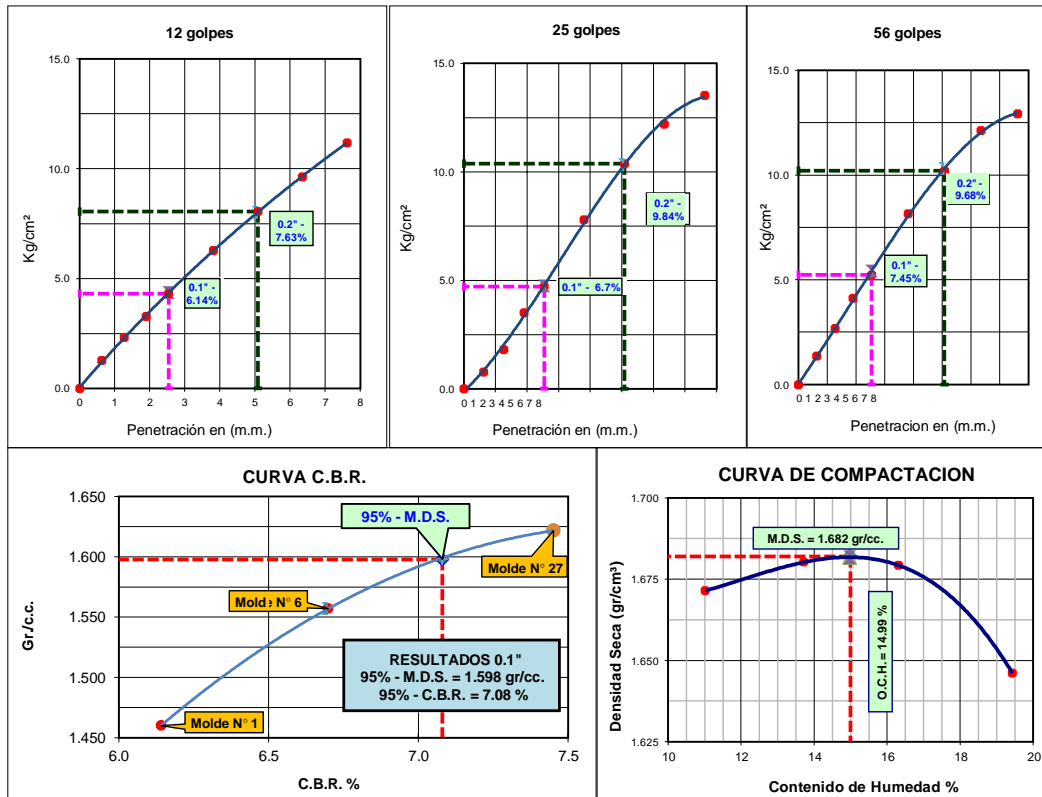 12 golpes
15.0
10.0
5.0
0.0
Kg/cm²
0.2" -
7.63%
0.1" -
6.14%
0 1 2 3 4 5 6 7 8
Penetración en (m.m.)
25 golpes
15.0
10.0
5.0
0.0
Kg/cm²
0.2" -
9.84%
0.1" - 6.7%
0 1 2 3 4 5 6 7 8
Penetración en (m.m.)
56 golpes
15.0
10.0
5.0
0.0
Kg/cm²
0.2" -
9.68%
0.1" -
7.45%
0 1 2 3 4 5 6 7 8
Penetracion en (m.m.)
CURVA C.B.R.
1.650
1.600
1.550
1.500
1.450
Gr./c.c.
95% - M.D.S.
Molde N° 27
Molde N° 6
Molde N° 1
RESULTADOS 0.1"
95% - M.D.S. = 1.598 gr/cc.
95% - C.B.R. = 7.08 %
6.0 6.5 7.0 7.5
C.B.R. %
CURVA DE COMPACTACION
1.700
1.675
1.650
1.625
Densidad Seca (gr/cm³)
M.D.S. = 1.682 gr/cc.
O.C.H. = 14.99 %
10 12 14 16 18 20
Contenido de Humedad %